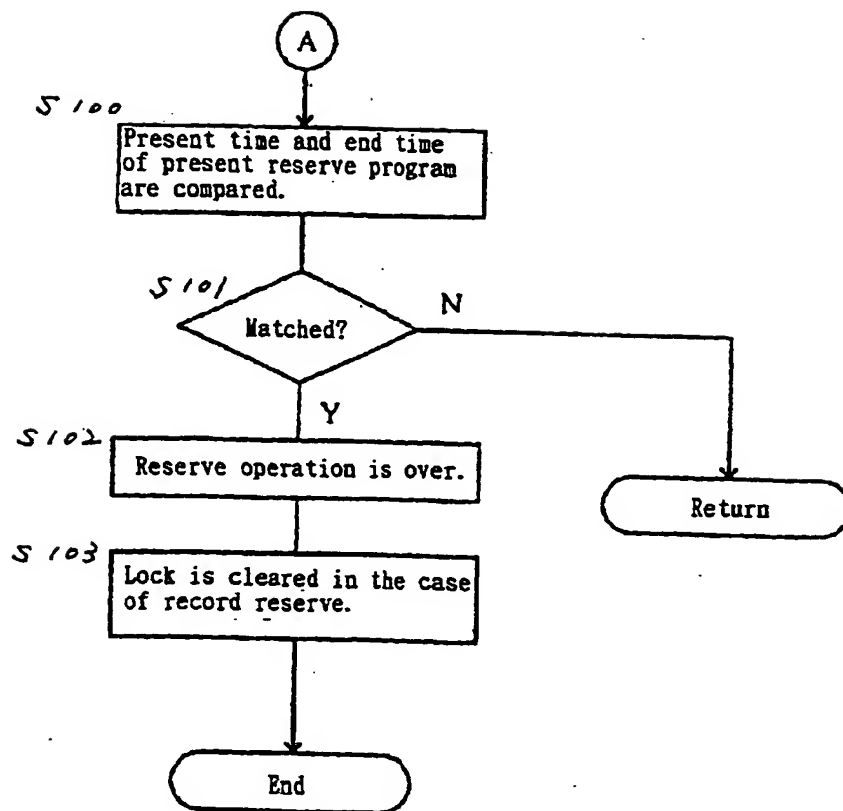 A
S100
Present time and end time
of present reserve program
are compared.
S101
Matched?
N
Y
S102
Reserve operation is over.
Return
S103
Lock is cleared in the case
of record reserve.
End